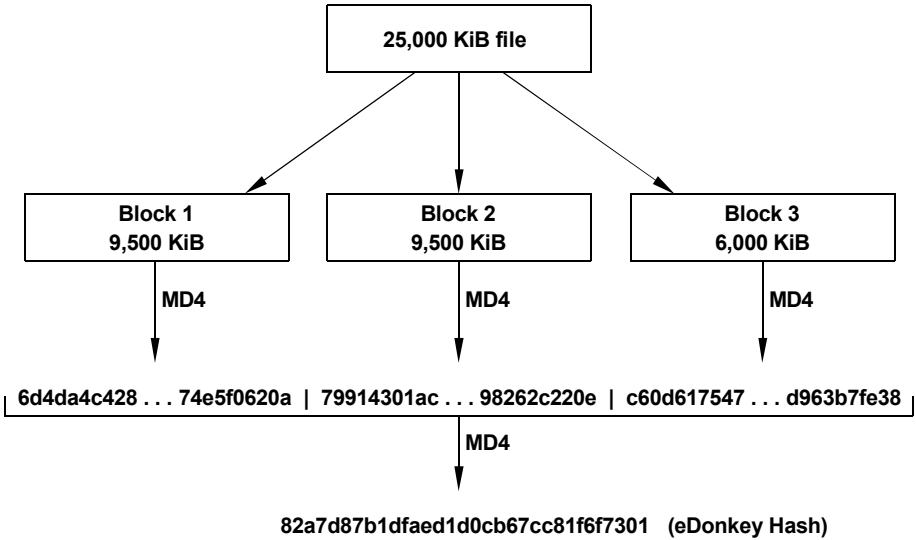 25,000 KiB file
Block 1
9,500 KiB
Block 2
9,500 KiB
Block 3
6,000 KiB
MD4
MD4
MD4
6d4da4c428 . . . 74e5f0620a | 79914301ac . . . 98262c220e | c60d617547 . . . d963b7fe38
MD4
82a7d87b1dfaed1d0cb67cc81f6f7301 (eDonkey Hash)